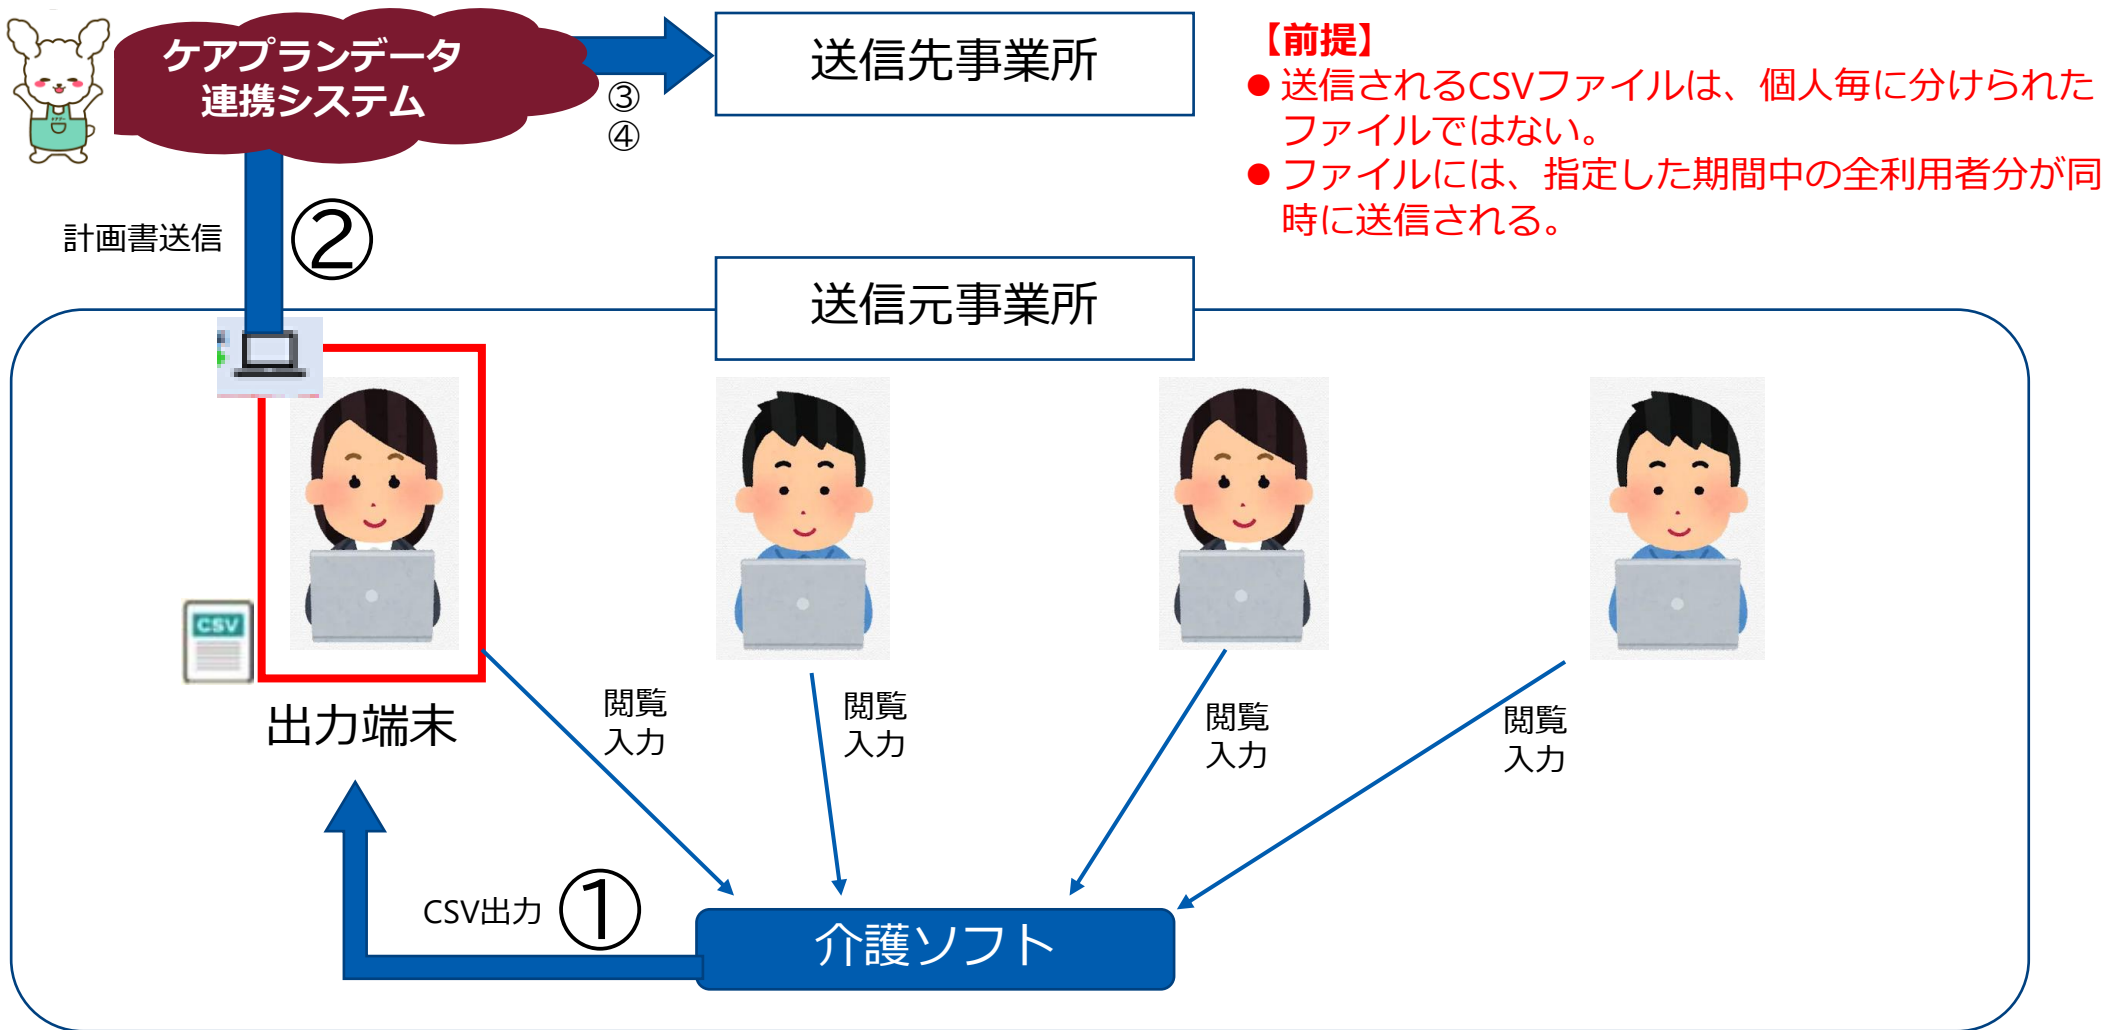 ケアプランデータ
連携システム
③
④
送信先事業所
【前提】
● 送信されるCSVファイルは、個人毎に分けられた
ファイルではない。
● ファイルには、指定した期間中の全利用者分が同
時に送信される。
計画書送信
②
送信元事業所
CSV
出力端末
閲覧
入力
閲覧
入力
閲覧
入力
閲覧
入力
CSV出力
①
介護ソフト